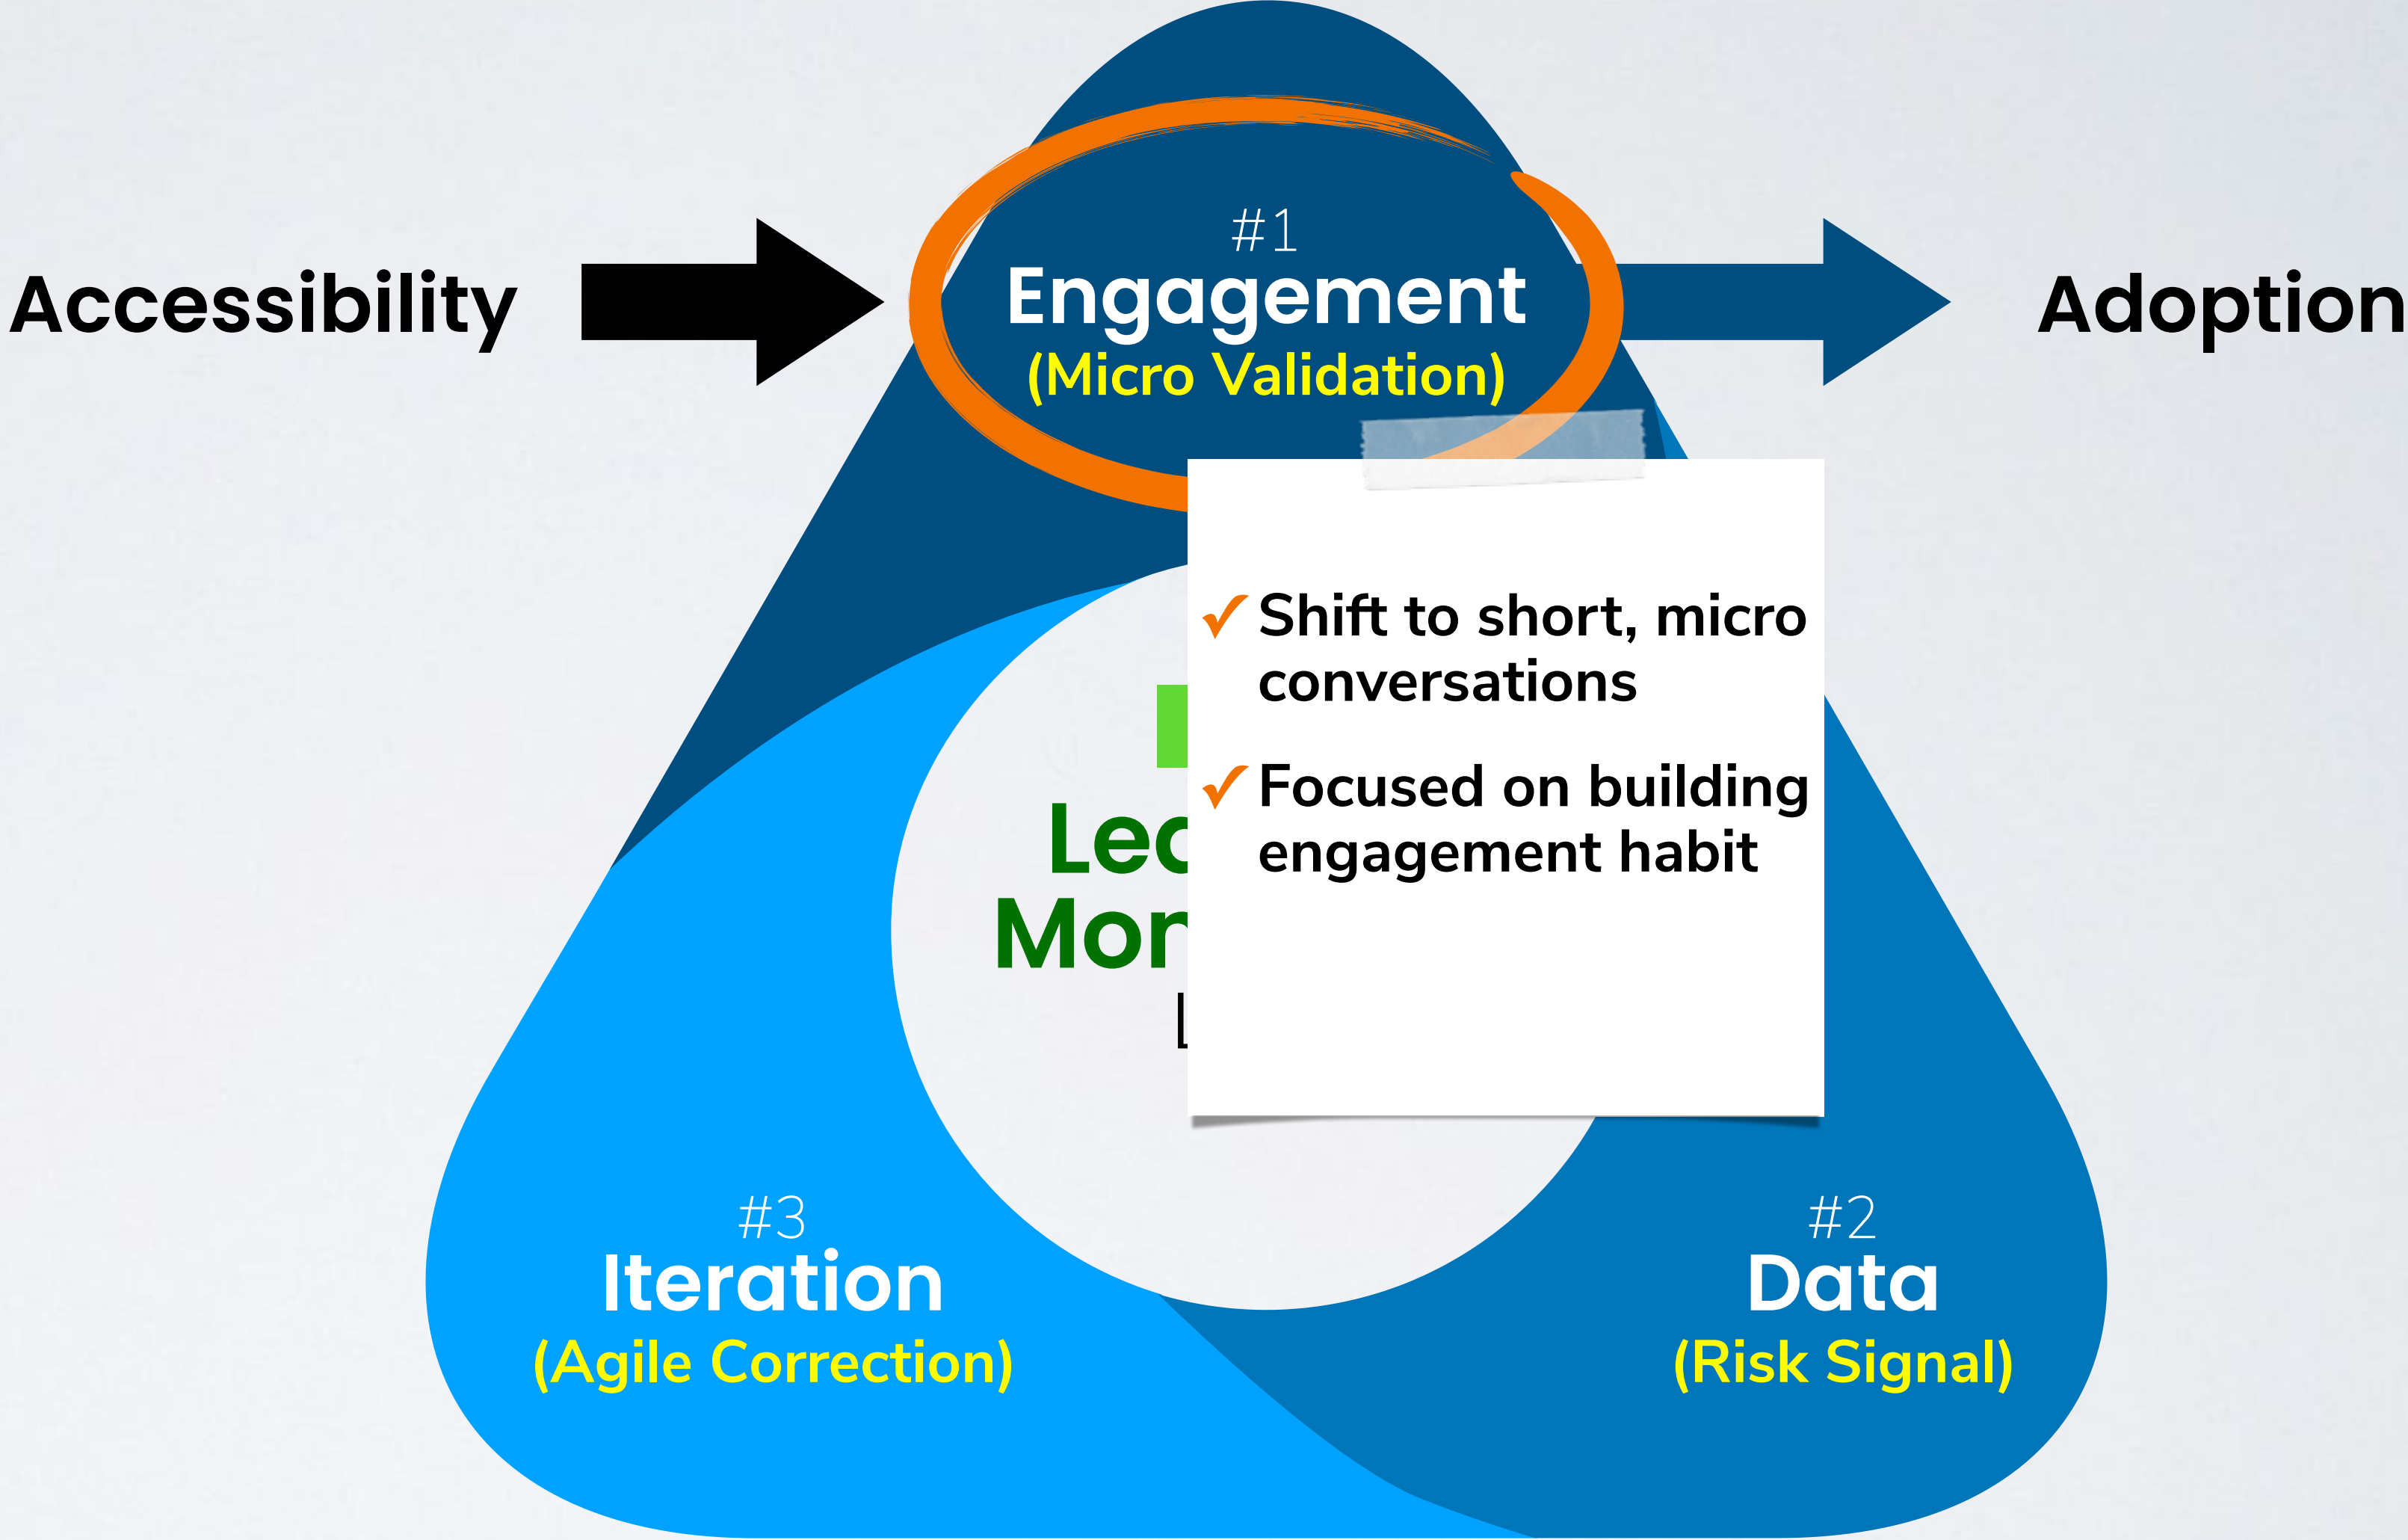 #1
Accessibility
Engagement
Adoption
(Micro Validation)
✓ Shift to short, micro
conversations
✓ Focused on building
engagement habit
#3
Iteration
(Agile Correction)
#2
Data
(Risk Signal)